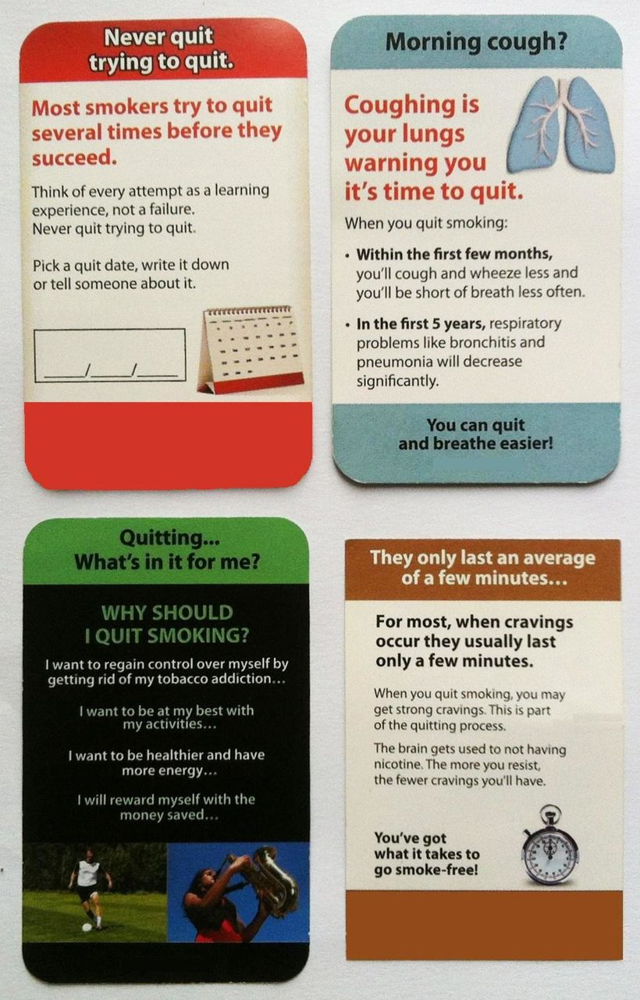 Never quit
trying to quit.
Most smokers try to quit
several times before they
succeed.
Think of every attempt as a learning
experience, not a failure.
Never quit trying to quit.
Pick a quit date, write it down
or tell someone about it.
____/____/____
Morning cough?
Coughing is
your lungs
warning you
it's time to quit.
When you quit smoking:
• Within the first few months,
you'll cough and wheeze less and
you'll be short of breath less often.
• In the first 5 years, respiratory
problems like bronchitis and
pneumonia will decrease
significantly.
You can quit
and breathe easier!
Quitting...
What's in it for me?
WHY SHOULD
I QUIT SMOKING?
I want to regain control over myself by
getting rid of my tobacco addiction...
I want to be at my best with
my activities...
I want to be healthier and have
more energy...
I will reward myself with the
money saved...
They only last an average
of a few minutes...
For most, when cravings
occur they usually last
only a few minutes.
When you quit smoking, you may
get strong cravings. This is part
of the quitting process.
The brain gets used to not having
nicotine. The more you resist,
the fewer cravings you'll have.
You've got
what it takes to
go smoke-free!